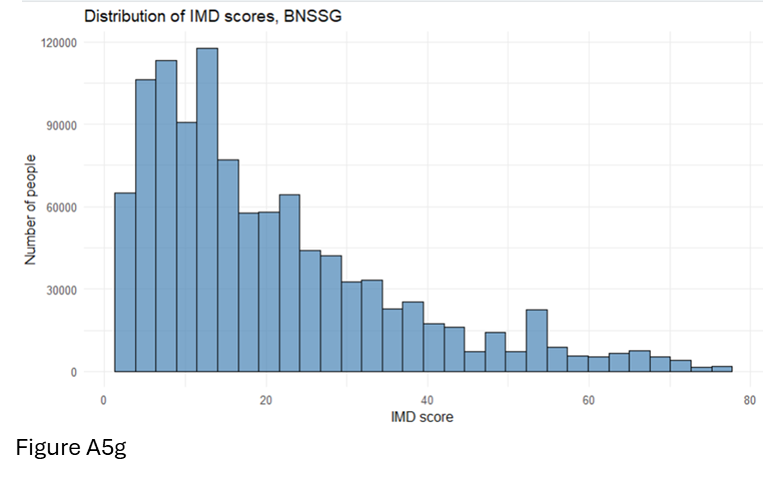 Distribution of IMD scores, BNSSG
120000
90000
60000
30000
0
Number of people
0 20 40 60 80
IMD score
Figure A5g